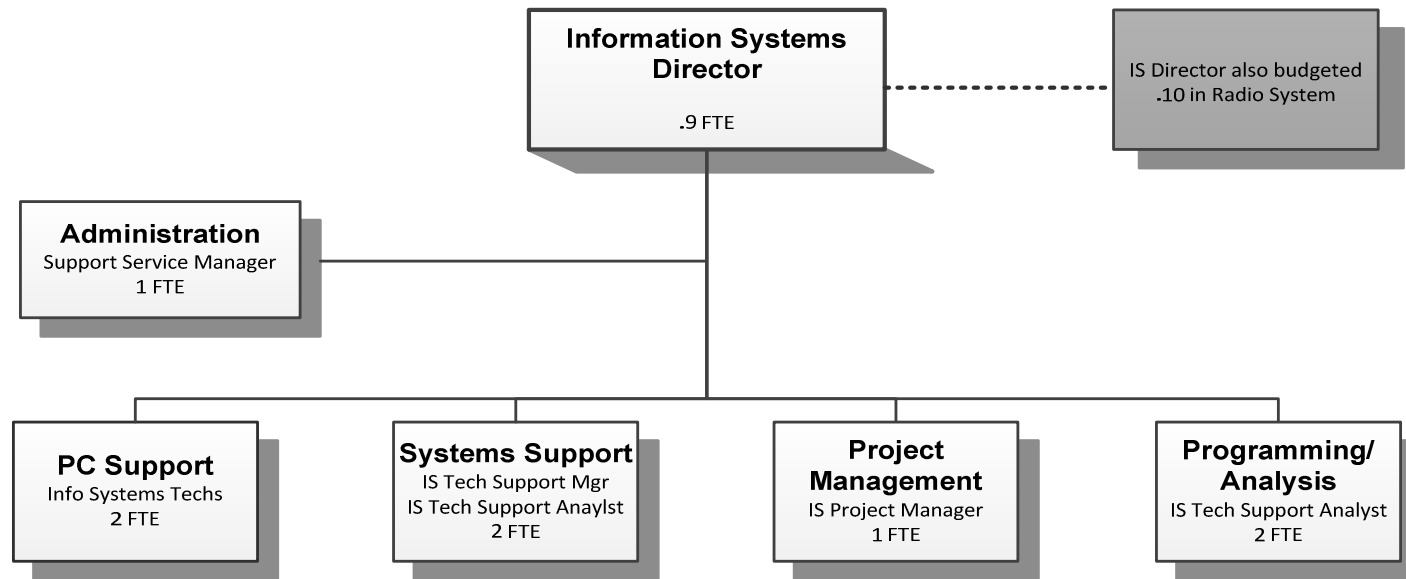 Information Systems
Director
.9 FTE
IS Director also budgeted
.10 in Radio System
Administration
Support Service Manager
1 FTE
PC Support
Info Systems Techs
2 FTE
Systems Support
IS Tech Support Mgr
IS Tech Support Anaylst
2 FTE
Project
Management
IS Project Manager
1 FTE
Programming/
Analysis
IS Tech Support Analyst
2 FTE